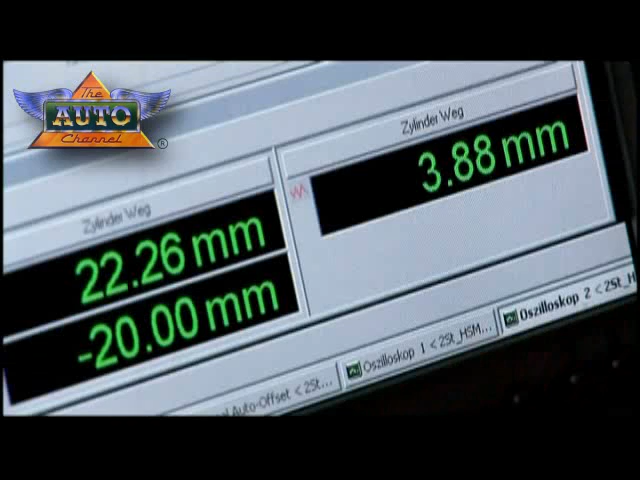 The
AUTO
Channel
®
Zylinder Weg
22.26 mm
-20.00 mm
Zylinder Weg
3.88 mm
Auto-Offset < 2St...
Oszilloskop 1 < 2St_HSM...
Oszilloskop 2 < 2St_H